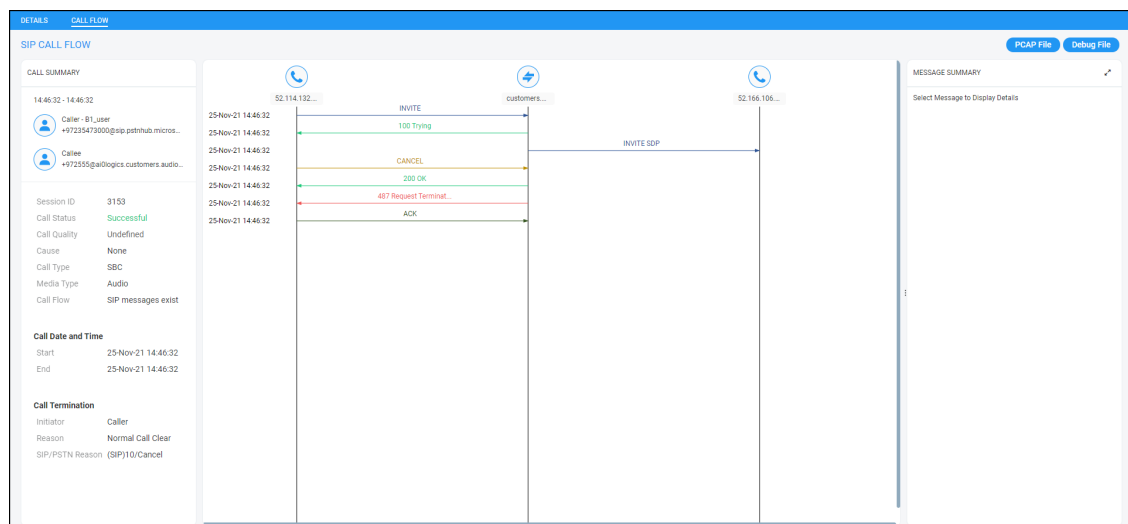 DETAILS CALL FLOW
SIP CALL FLOW
PCAP File Debug File
CALL SUMMARY
14:46:32 - 14:46:32
Caller - B1_user
+97235473000@sip.pstnhub.micros...
Callee
+972555@ai0logics.customers.audio...
Session ID 3153
Call Status Successful
Call Quality Undefined
Cause None
Call Type SBC
Media Type Audio
Call Flow SIP messages exist
Call Date and Time
Start 25-Nov-21 14:46:32
End 25-Nov-21 14:46:32
Call Termination
Initiator Caller
Reason Normal Call Clear
SIP/PSTN Reason (SIP)10/Cancel
52.114.132... customers.... 52.166.106...
INVITE
25-Nov-21 14:46:32
100 Trying
25-Nov-21 14:46:32
INVITE SDP
25-Nov-21 14:46:32
CANCEL
25-Nov-21 14:46:32
200 OK
25-Nov-21 14:46:32
487 Request Terminat...
25-Nov-21 14:46:32
ACK
25-Nov-21 14:46:32
MESSAGE SUMMARY
Select Message to Display Details